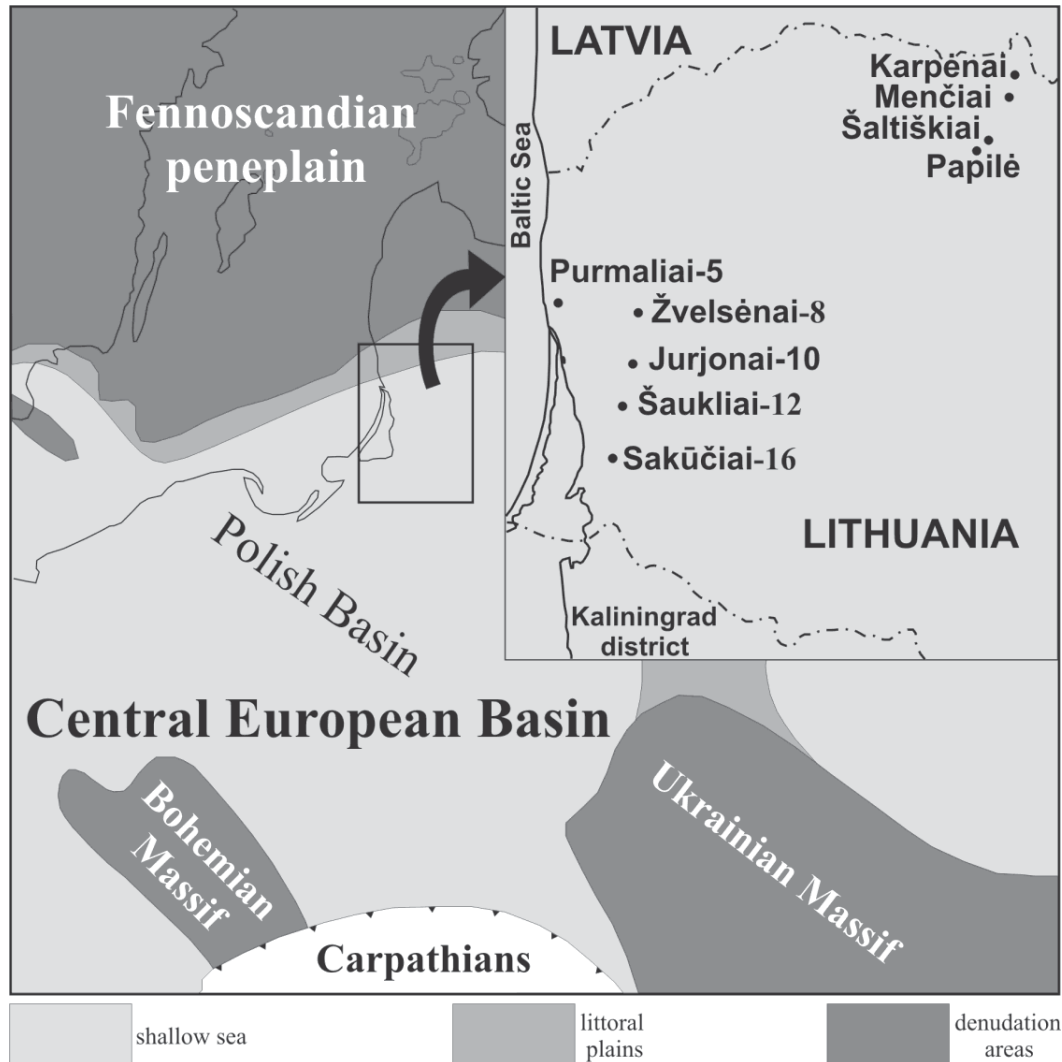 Fennoscandian
peneplain
LATVIA
Karpėnai
Menčiai
Šaltiškiai
Papilė
Baltic Sea
Purmaliai-5
Žvelsėnai-8
Jurjonai-10
Šaukliai-12
Sakūčiai-16
LITHUANIA
Kaliningrad
district
Polish Basin
Central European Basin
Bohemian
Massif
Ukrainian Massif
Carpathians
shallow sea
littoral
plains
denudation
areas